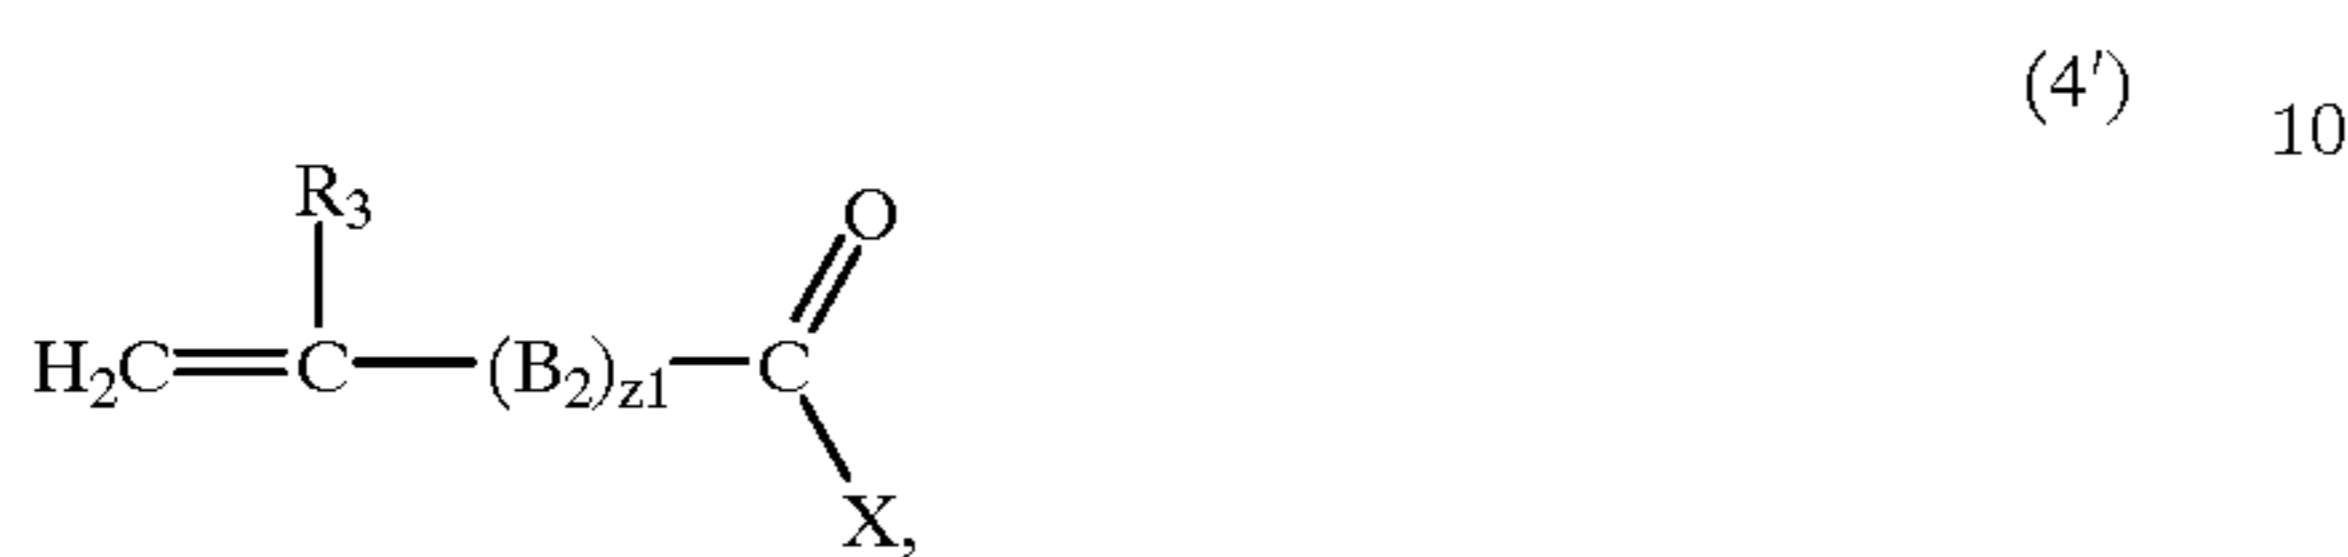 (4′)
10
R₃
O
H₂C=C—(B₂)z1—C
X,